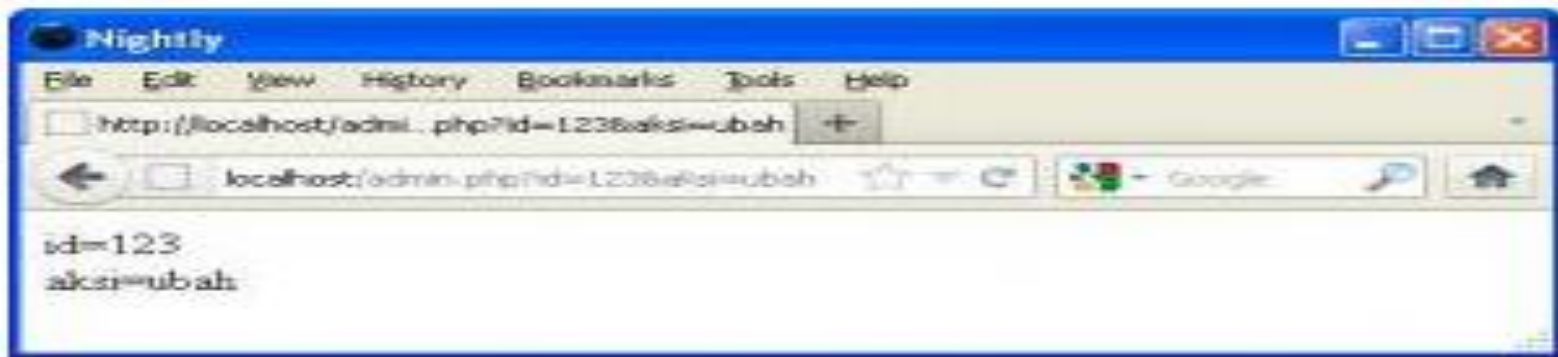 Nightly
File Edit View History Bookmarks Tools Help
http://localhost/admi...php?id=123&aksi=ubah +
localhost/admin.php?id=123&aksi=ubah Google
id=123
aksi=ubah